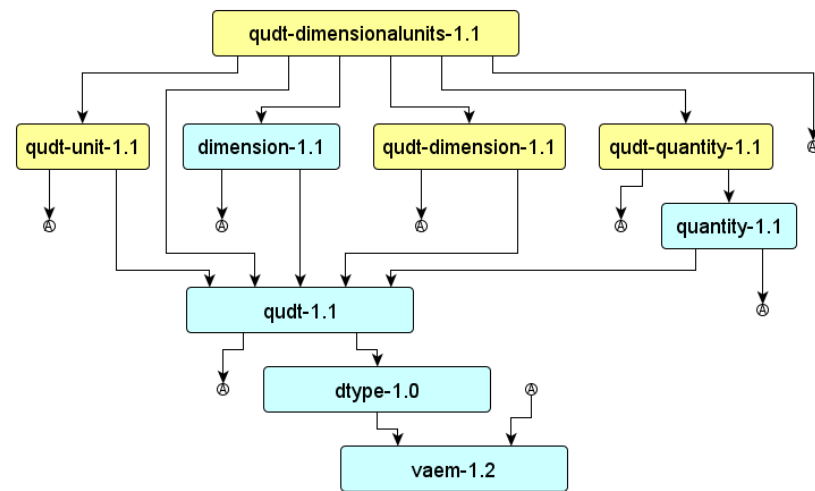 qudt-dimensionalunits-1.1
qudt-unit-1.1
dimension-1.1
qudt-dimension-1.1
qudt-quantity-1.1
A
A
A
A
A
quantity-1.1
qudt-1.1
A
A
dtype-1.0
A
vaem-1.2